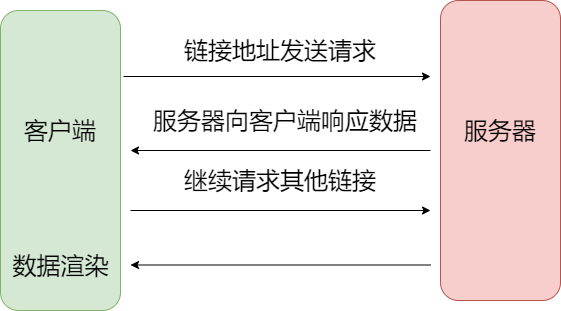 链接地址发送请求
服务器向客户端响应数据
客户端
服务器
继续请求其他链接
数据渲染